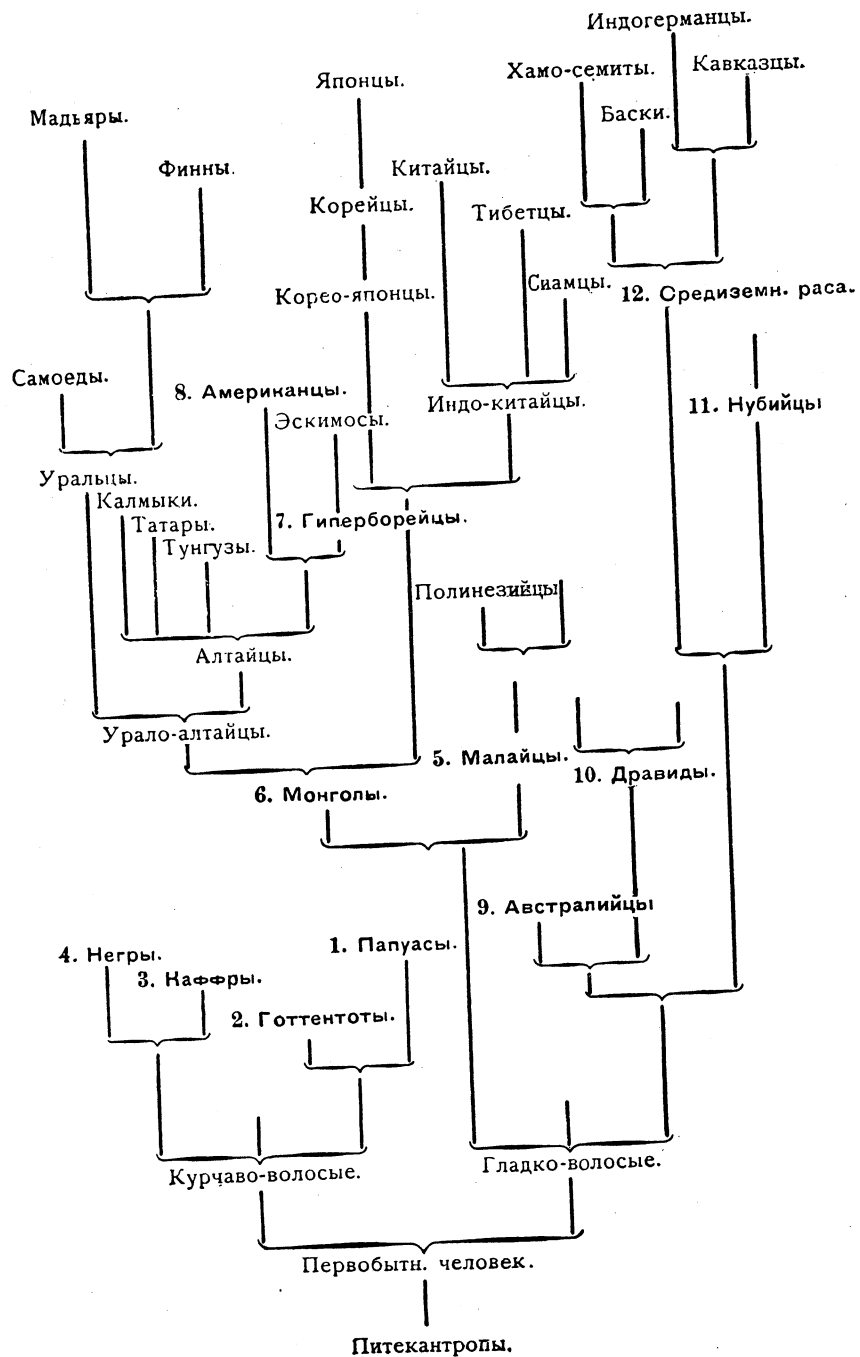 Индогерманцы.
Хамо-семиты.
Кавказцы.
Японцы.
Баски.
Мадьяры.
Финны.
Китайцы.
Корейцы.
Тибетцы.
Сиамцы.
12. Средиземн. раса.
Корео-японцы.
Самоеды.
8. Американцы.
Индо-китайцы.
11. Нубийцы
Эскимосы.
Уральцы.
Калмыки.
Татары.
7. Гиперборейцы.
Тунгузы.
Полинезийцы
Алтайцы.
Урало-алтайцы.
5. Малайцы.
10. Дравиды.
6. Монголы.
9. Австралийцы
4. Негры.
1. Папуасы.
3. Каффры.
2. Готтентоты.
Курчаво-волосые.
Гладко-волосые.
Первобытн. человек.
Питекантропы.